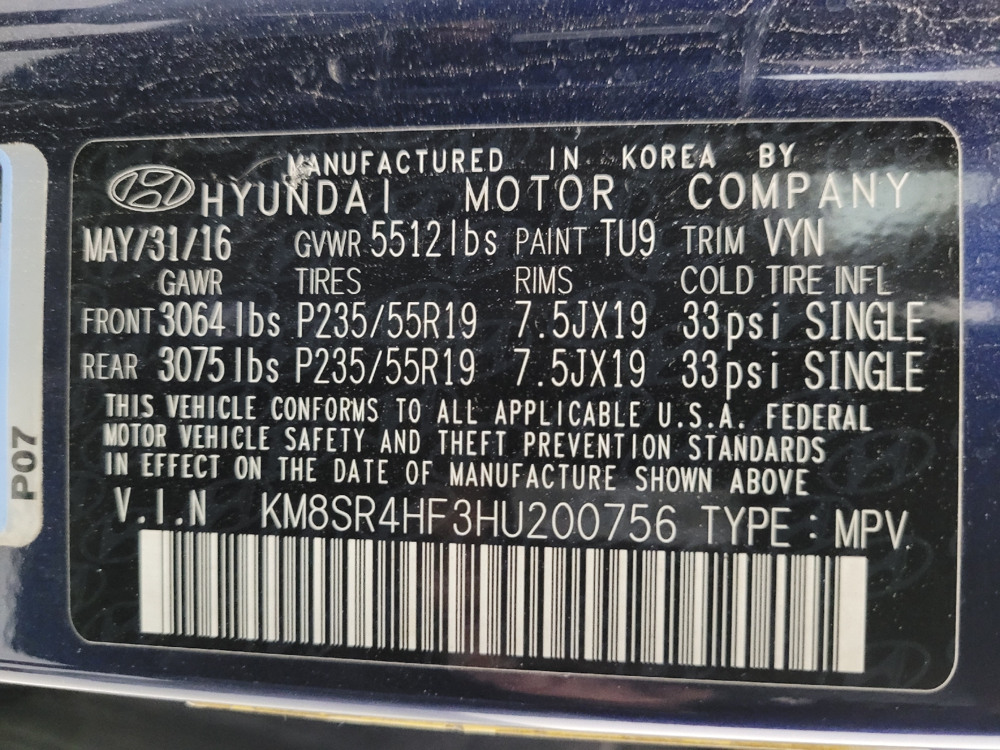 MANUFACTURED IN KOREA BY
HYUNDAI MOTOR COMPANY
MAY/31/16 GVWR 5512lbs PAINT TU9 TRIM VYN
GAWR TIRES RIMS COLD TIRE INFL
FRONT 3064lbs P235/55R19 7.5JX19 33psi SINGLE
REAR 3075lbs P235/55R19 7.5JX19 33psi SINGLE
THIS VEHICLE CONFORMS TO ALL APPLICABLE U.S.A. FEDERAL
MOTOR VEHICLE SAFETY AND THEFT PREVENTION STANDARDS
IN EFFECT ON THE DATE OF MANUFACTURE SHOWN ABOVE
V.I.N KM8SR4HF3HU200756 TYPE : MPV
P07